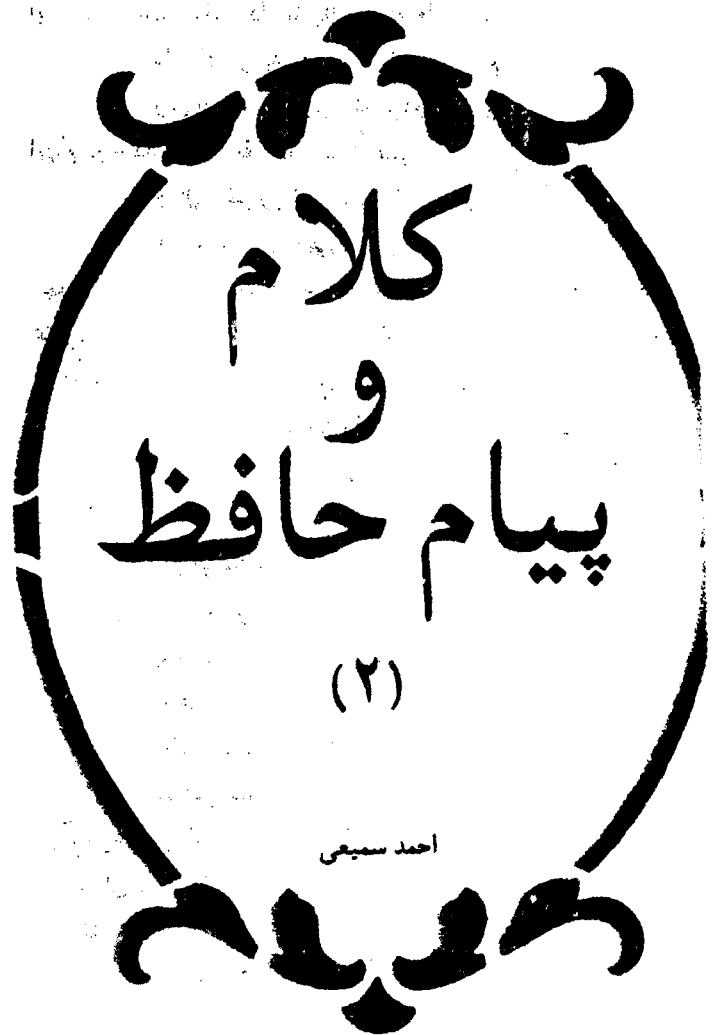 کلام
و
پیام حافظ
(۲)
احمد سمیعی